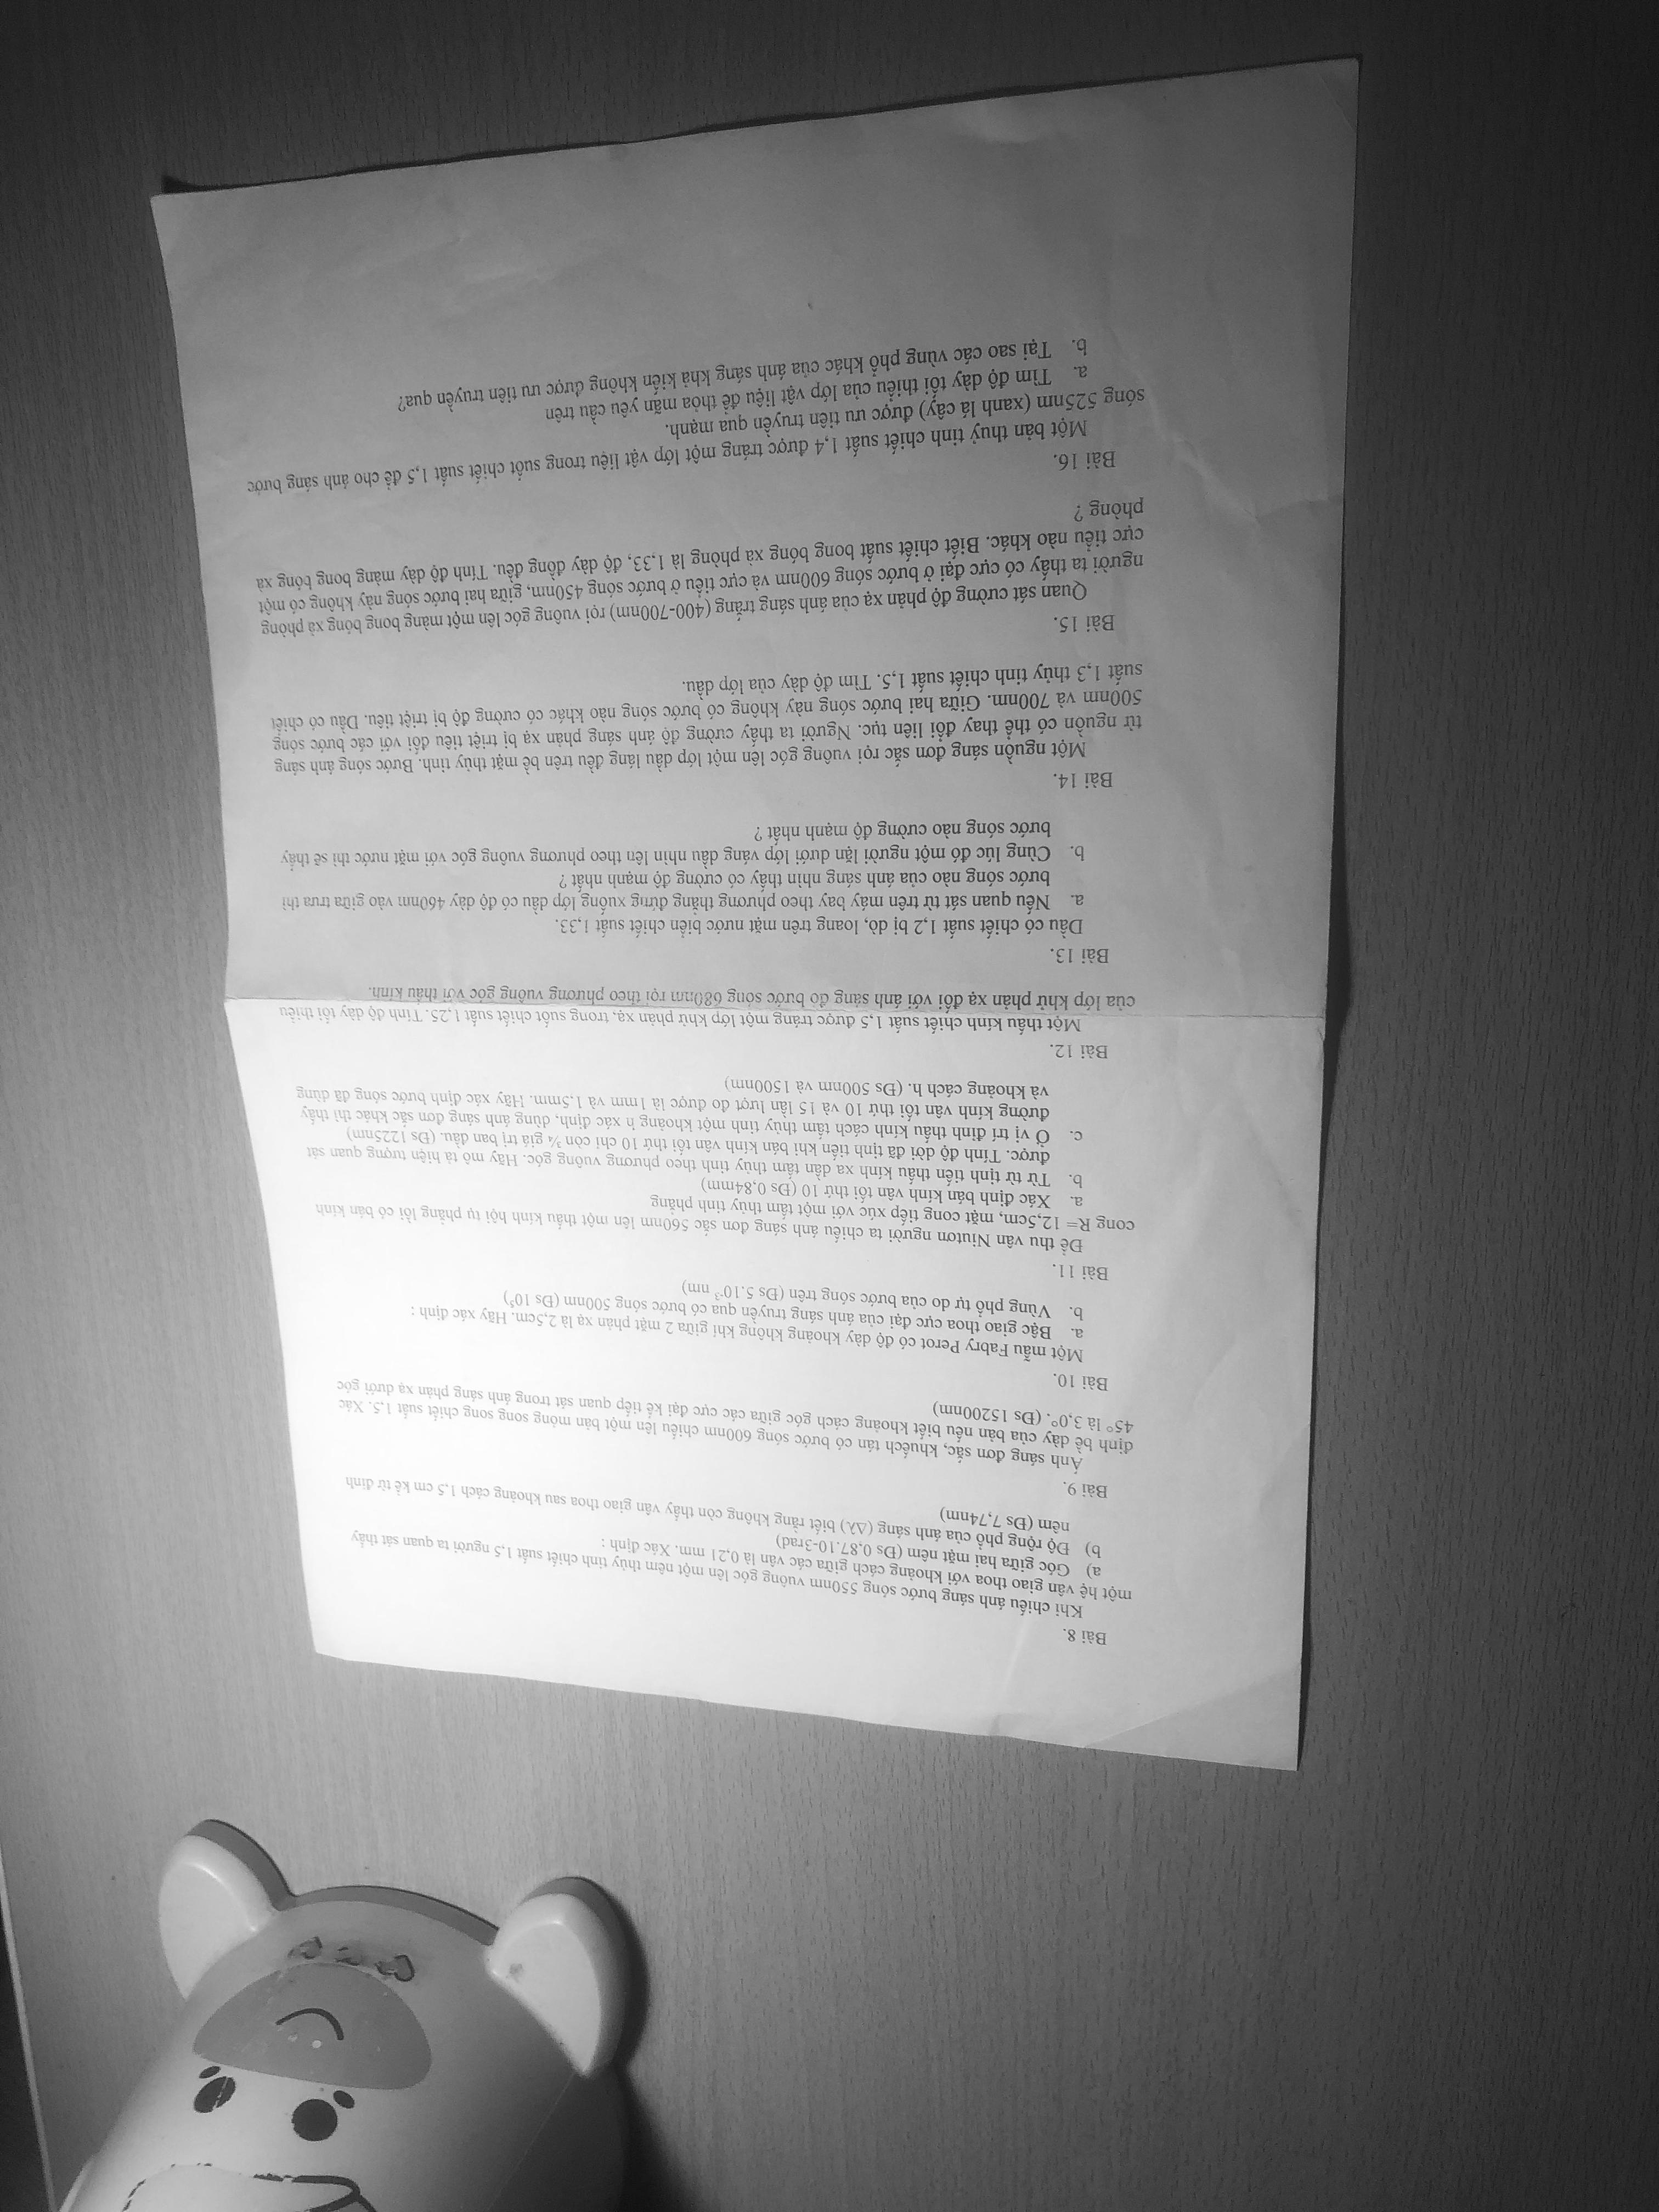 Bài 8.
Khi chiếu ánh sáng bước sóng 550nm vuông góc lên một nêm thủy tinh chiết suất 1,5 người ta quan sát thấy
một hệ vân giao thoa với khoảng cách giữa các vân là 0,21 mm. Xác định :
a) Góc giữa hai mặt nêm (Đs 0,87.10-3rad)
b) Độ rộng phổ của ánh sáng (Δλ) biết rằng không còn thấy vân giao thoa sau khoảng cách 1,5 cm kể từ đỉnh
nêm (Đs 7,74nm)
Bài 9.
Ánh sáng đơn sắc, khuếch tán có bước sóng 600nm chiếu lên một bản mỏng song song chiết suất 1,5. Xác
định bề dày của bản nếu biết khoảng cách góc giữa các cực đại kế tiếp quan sát trong ánh sáng phản xạ dưới góc
45° là 3,0°. (Đs 15200nm)
Bài 10.
Một mẫu Fabry Perot có độ dày khoảng không khí giữa 2 mặt phản xạ là 2,5cm. Hãy xác định :
a. Bậc giao thoa cực đại của ánh sáng truyền qua có bước sóng 500nm (Đs 10⁵)
b. Vùng phổ tự do của bước sóng trên (Đs 5.10⁻³ nm)
Bài 11.
Để thu vân Niutơn người ta chiếu ánh sáng đơn sắc 560nm lên một thấu kính hội tụ phẳng lồi có bán kính
cong R= 12,5cm, mặt cong tiếp xúc với một tấm thủy tinh phẳng
a. Xác định bán kính vân tối thứ 10 (Đs 0,84mm)
b. Từ từ tịnh tiến thấu kính xa dần tấm thủy tinh theo phương vuông góc. Hãy mô tả hiện tượng quan sát
được. Tính độ dời đã tịnh tiến khi bán kính vân tối thứ 10 chỉ còn ¾ giá trị ban đầu. (Đs 1225nm)
c. Ở vị trí đỉnh thấu kính cách tấm thủy tinh một khoảng h xác định, dùng ánh sáng đơn sắc khác thì thấy
đường kính vân tối thứ 10 và 15 lần lượt đo được là 1mm và 1,5mm. Hãy xác định bước sóng đã dùng
và khoảng cách h. (Đs 500nm và 1500nm)
Bài 12.
Một thấu kính chiết suất 1,5 được tráng một lớp khử phản xạ, trong suốt chiết suất 1,25. Tính độ dày tối thiểu
của lớp khử phản xạ đối với ánh sáng đỏ bước sóng 680nm rọi theo phương vuông góc với thấu kính.
Bài 13.
Dầu có chiết suất 1,2 bị dò, loang trên mặt nước biển chiết suất 1,33.
a. Nếu quan sát từ trên máy bay theo phương thẳng đứng xuống lớp dầu có độ dày 460nm vào giữa trưa thì
bước sóng nào của ánh sáng nhìn thấy có cường độ mạnh nhất ?
b. Cùng lúc đó một người lặn dưới lớp váng dầu nhìn lên theo phương vuông góc với mặt nước thì sẽ thấy
bước sóng nào cường độ mạnh nhất ?
Bài 14.
Một nguồn sáng đơn sắc rọi vuông góc lên một lớp dầu láng đều trên bề mặt thủy tinh. Bước sóng ánh sáng
từ nguồn có thể thay đổi liên tục. Người ta thấy cường độ ánh sáng phản xạ bị triệt tiêu đối với các bước sóng
500nm và 700nm. Giữa hai bước sóng này không có bước sóng nào khác có cường độ bị triệt tiêu. Dầu có chiết
suất 1,3 thủy tinh chiết suất 1,5. Tìm độ dày của lớp dầu.
Bài 15.
Quan sát cường độ phản xạ của ánh sáng trắng (400-700nm) rọi vuông góc lên một màng bong bóng xà phòng
người ta thấy có cực đại ở bước sóng 600nm và cực tiểu ở bước sóng 450nm, giữa hai bước sóng này không có một
cực tiểu nào khác. Biết chiết suất bong bóng xà phòng là 1,33, độ dày đồng đều. Tính độ dày màng bong bóng xà
phòng ?
Bài 16.
Một bản thuỷ tinh chiết suất 1,4 được tráng một lớp vật liệu trong suốt chiết suất 1,5 để cho ánh sáng bước
sóng 525nm (xanh lá cây) được ưu tiên truyền qua mạnh.
a. Tìm độ dày tối thiểu của lớp vật liệu để thỏa mãn yêu cầu trên
b. Tại sao các vùng phổ khác của ánh sáng khả kiến không được ưu tiên truyền qua?